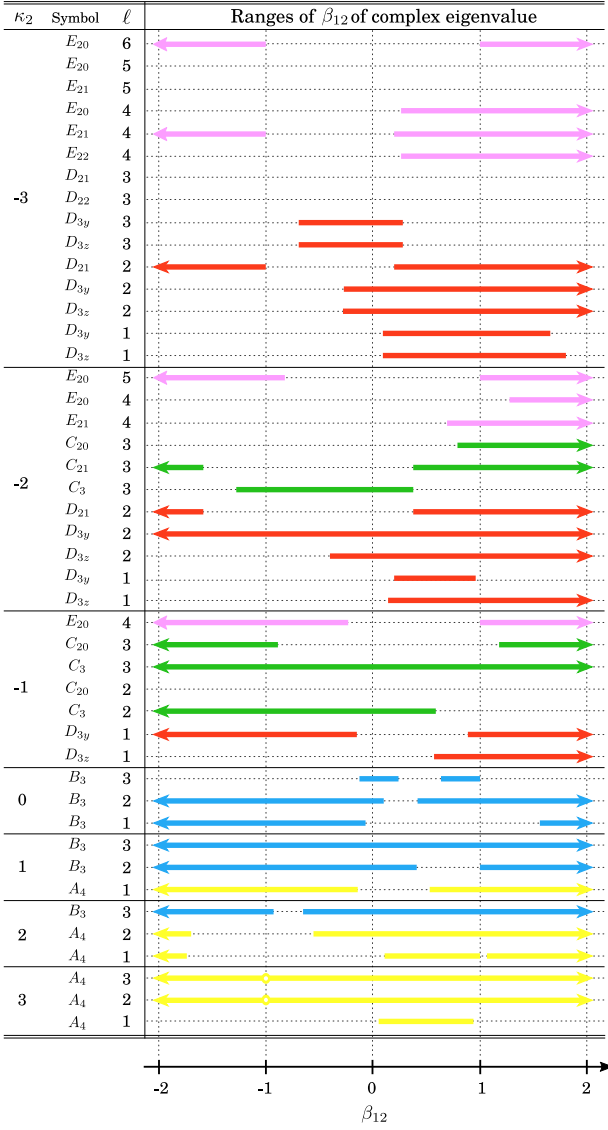 κ₂ Symbol ℓ Ranges of β₁₂ of complex eigenvalue
E₂₀ 6
E₂₀ 5
E₂₁ 5
E₂₀ 4
E₂₁ 4
E₂₂ 4
D₂₁ 3
-3 D₂₂ 3
D₃y 3
D₃z 3
D₂₁ 2
D₃y 2
D₃z 2
D₃y 1
D₃z 1
E₂₀ 5
E₂₀ 4
E₂₁ 4
C₂₀ 3
C₂₁ 3
-2 C₃ 3
D₂₁ 2
D₃y 2
D₃z 2
D₃y 1
D₃z 1
E₂₀ 4
C₂₀ 3
C₃ 3
-1 C₂₀ 2
C₃ 2
D₃y 1
D₃z 1
B₃ 3
0 B₃ 2
B₃ 1
B₃ 3
1 B₃ 2
A₄ 1
B₃ 3
2 A₄ 2
A₄ 1
A₄ 3
3 A₄ 2
A₄ 1
-2 -1 0 1 2
β₁₂